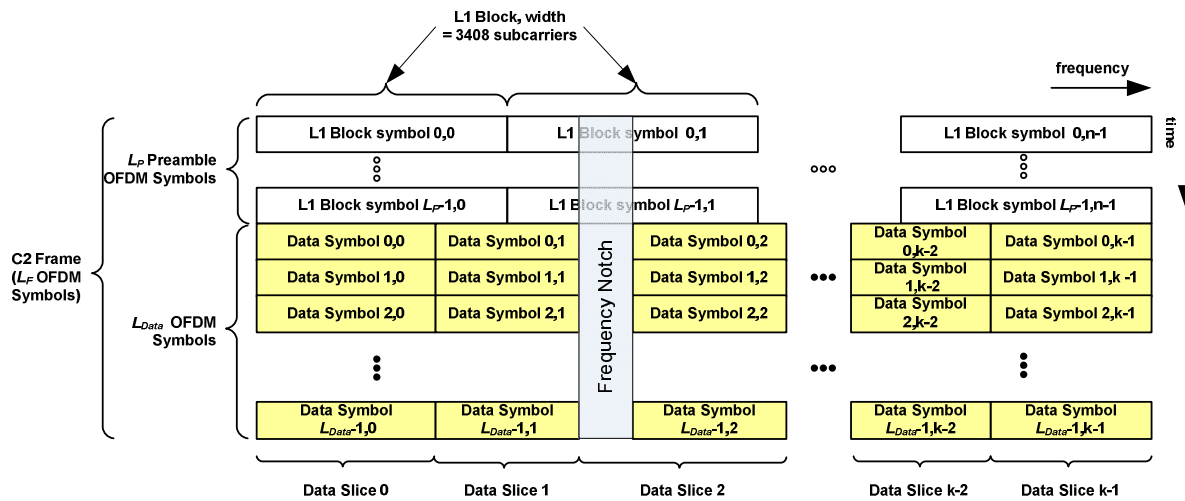 L1 Block, width
= 3408 subcarriers
frequency
time
L1 Block symbol 0,0
L1 Block symbol 0,1
L1 Block symbol 0,n-1
LP Preamble
OFDM Symbols
L1 Block symbol LP-1,0
L1 Block symbol LP-1,1
L1 Block symbol LP-1,n-1
C2 Frame
(LF OFDM
Symbols)
LData OFDM
Symbols
Data Symbol 0,0
Data Symbol 0,1
Data Symbol 0,2
Data Symbol
0,k-2
Data Symbol 0,k-1
Data Symbol 1,0
Data Symbol 1,1
Data Symbol 1,2
Data Symbol
1,k-2
Data Symbol 1,k -1
Data Symbol 2,0
Data Symbol 2,1
Data Symbol 2,2
Data Symbol
2,k-2
Data Symbol 2,k-1
Frequency Notch
Data Symbol
LData-1,0
Data Symbol
LData-1,1
Data Symbol
LData-1,2
Data Symbol
LData-1,k-2
Data Symbol
LData-1,k-1
Data Slice 0
Data Slice 1
Data Slice 2
Data Slice k-2
Data Slice k-1